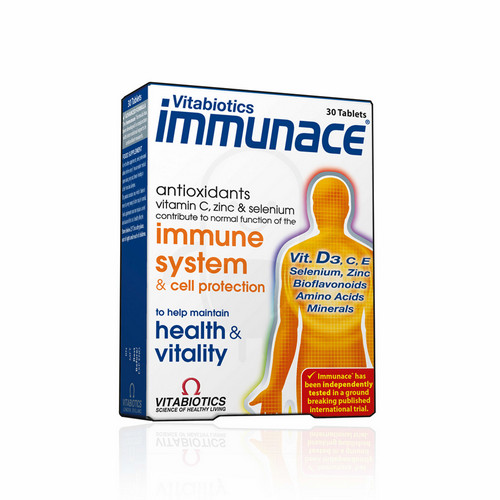 Vitabiotics
30 Tablets
immunace®
antioxidants
vitamin C, zinc & selenium
contribute to normal function of the
immune
system
& cell protection
to help maintain
health &
vitality
Vit. D3, C, E
Selenium, Zinc
Bioflavonoids
Amino Acids
Minerals
✓ Immunace® has
been independently
tested in a ground
breaking published
international trial.
VITABIOTICS
SCIENCE OF HEALTHY LIVING
30 Tablets